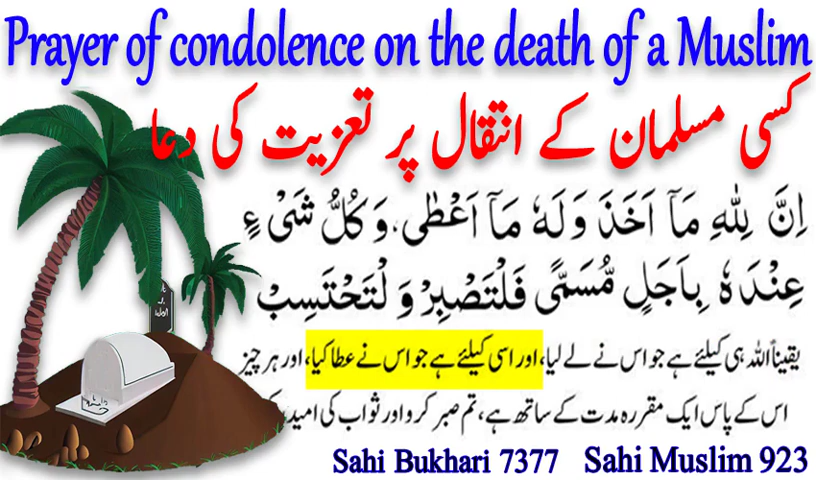 Prayer of condolence on the death of a Muslim
کسی مسلمان کے انتقال پر تعزیت کی دعا
اِنَّ لِلّٰهِ مَآ اَخَذَ وَلَهٗ مَآ اَعْطٰى، وَكُلُّ شَىْءٍ
عِنْدَهٗ بِاَجَلٍ مُّسَمًّى فَلْتَصْبِرْ وَ لْتَحْتَسِبْ
یقیناً اللہ ہی کیلئے ہے جو اس نے لے لیا، اور اسی کیلئے ہے جو اس نے عطا کیا، اور ہر چیز
اس کے پاس ایک مقررہ مدت کے ساتھ ہے، تم صبر کرو اور ثواب کی امید
Sahi Bukhari 7377 Sahi Muslim 923